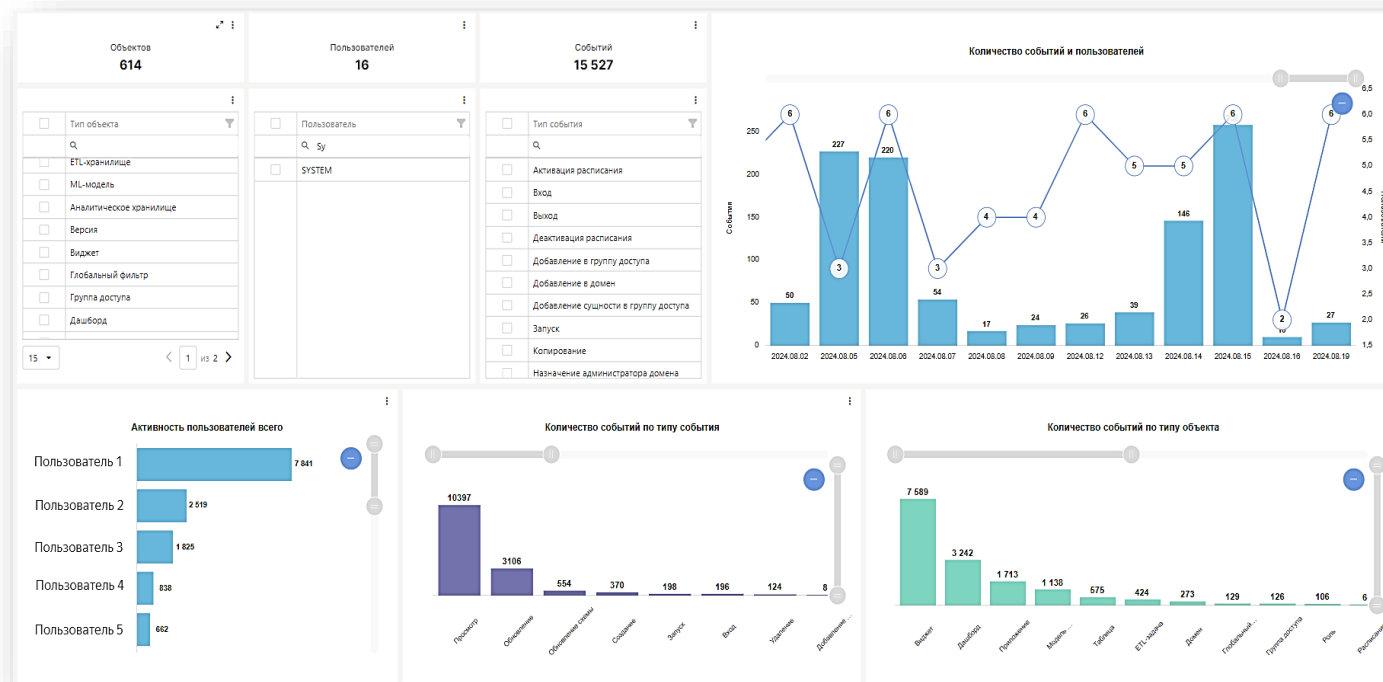 Объектов
614
Пользователей
16
Событий
15 527
Тип объекта
ETL-хранилище
ML-модель
Аналитическое хранилище
Версия
Виджет
Глобальный фильтр
Группа доступа
Дашборд
15
1 из 2
Пользователь
Sy
SYSTEM
Тип события
Активация расписания
Вход
Выход
Деактивация расписания
Добавление в группу доступа
Добавление в домен
Добавление сущности в группу доступа
Запуск
Копирование
Назначение администратора домена
Количество событий и пользователей
События
250
200
150
100
50
0
6 3 6 3 4 4 6 5 5 6 2 6
50 227 220 54 17 24 26 39 146 27
6,5
6,0
5,5
5,0
4,5
4,0
3,5
3,0
2,5
2,0
1,5
2024.08.02 2024.08.05 2024.08.06 2024.08.07 2024.08.08 2024.08.09 2024.08.12 2024.08.13 2024.08.14 2024.08.15 2024.08.16 2024.08.19
Активность пользователей всего
Пользователь 1 7 841
Пользователь 2 2 519
Пользователь 3 1 825
Пользователь 4 838
Пользователь 5 662
Количество событий по типу события
10397 3106 554 370 198 196 124 8
Просмотр
Обновление
Обновление схемы
Создание
Запуск
Вход
Удаление
Добавление ...
Количество событий по типу объекта
7 589 3 242 1 713 1 138 575 424 273 129 126 106 6
Виджет
Дашборд
Приложение
Модель ...
Таблица
ETL-задача
Домен
Глобальный...
Группа доступа
Роль
Расписани